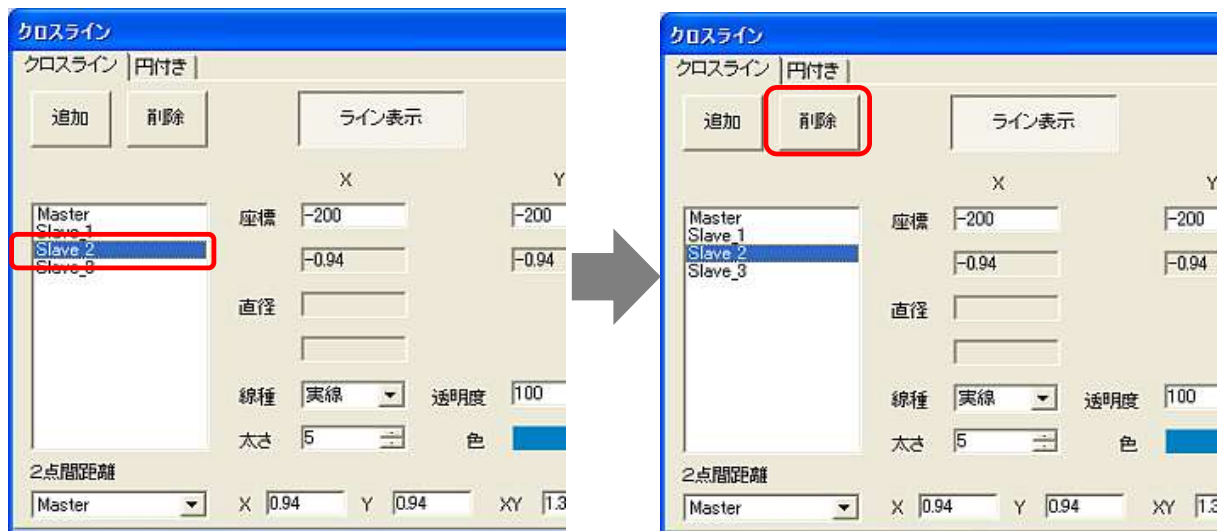 クロスライン
クロスライン 円付き
追加 削除 ライン表示
X Y
Master 座標 -200 -200
Slave_1
Slave_2 -0.94 -0.94
Slave_3
直径
線種 実線 透明度 100
太さ 5 色
2点間距離
Master X 0.94 Y 0.94 XY 1.3
クロスライン
クロスライン 円付き
追加 削除 ライン表示
X Y
Master 座標 -200 -200
Slave_1
Slave_2 -0.94 -0.94
Slave_3
直径
線種 実線 透明度 100
太さ 5 色
2点間距離
Master X 0.94 Y 0.94 XY 1.3